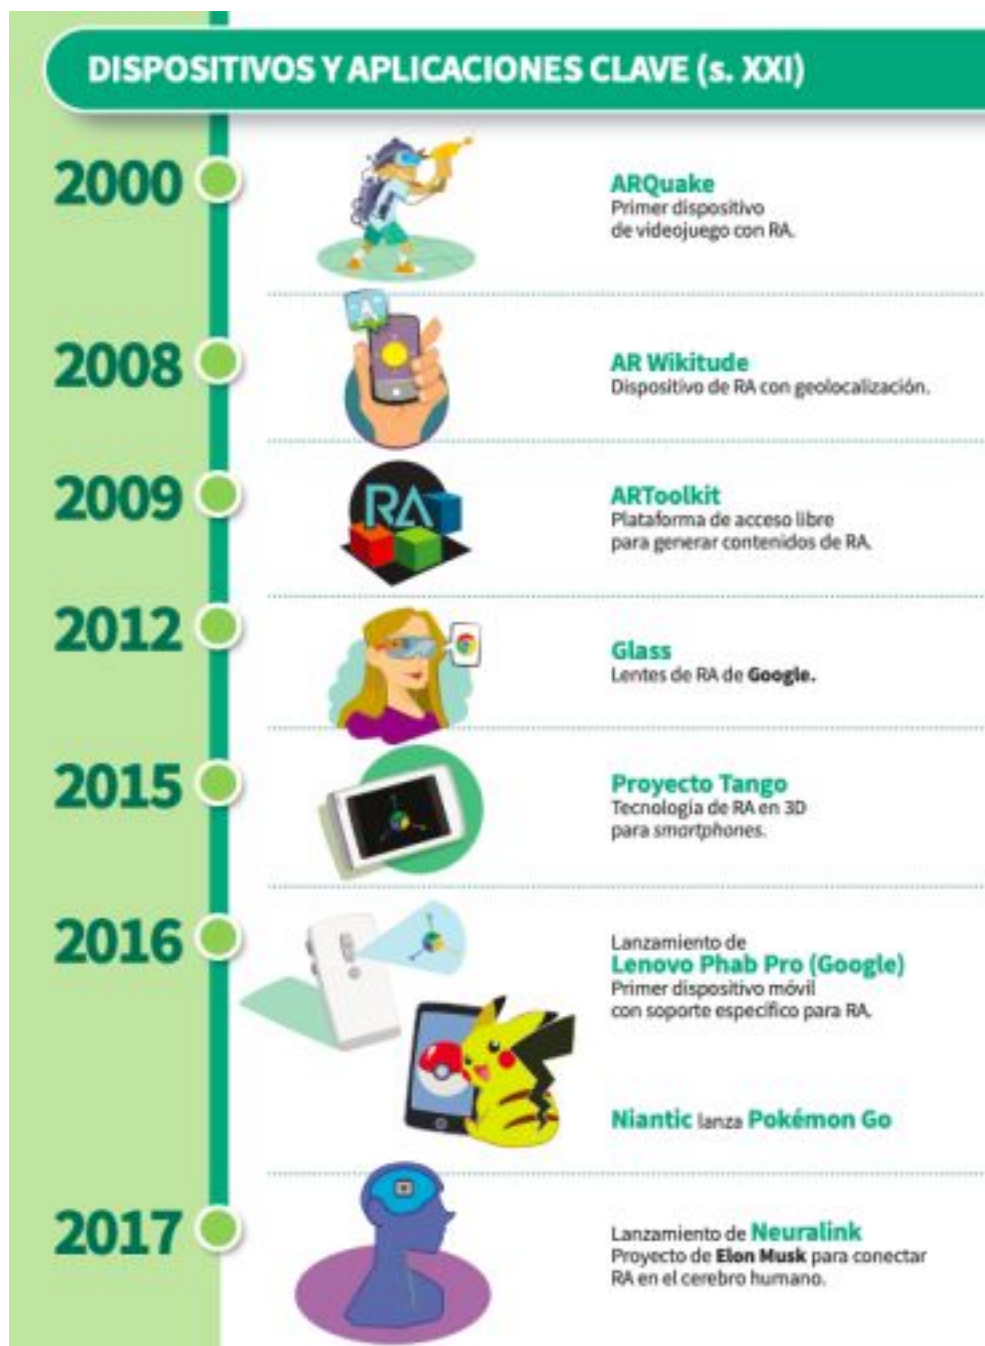 DISPOSITIVOS Y APLICACIONES CLAVE (s. XXI)
2000
ARQuake
Primer dispositivo
de videojuego con RA.
2008
A
AR Wikitude
Dispositivo de RA con geolocalización.
2009
RA
ARToolkit
Plataforma de acceso libre
para generar contenidos de RA.
2012
Glass
Lentes de RA de Google.
2015
Proyecto Tango
Tecnología de RA en 3D
para smartphones.
2016
Lanzamiento de
Lenovo Phab Pro (Google)
Primer dispositivo móvil
con soporte específico para RA.
Niantic lanza Pokémon Go
2017
Lanzamiento de Neuralink
Proyecto de Elon Musk para conectar
RA en el cerebro humano.